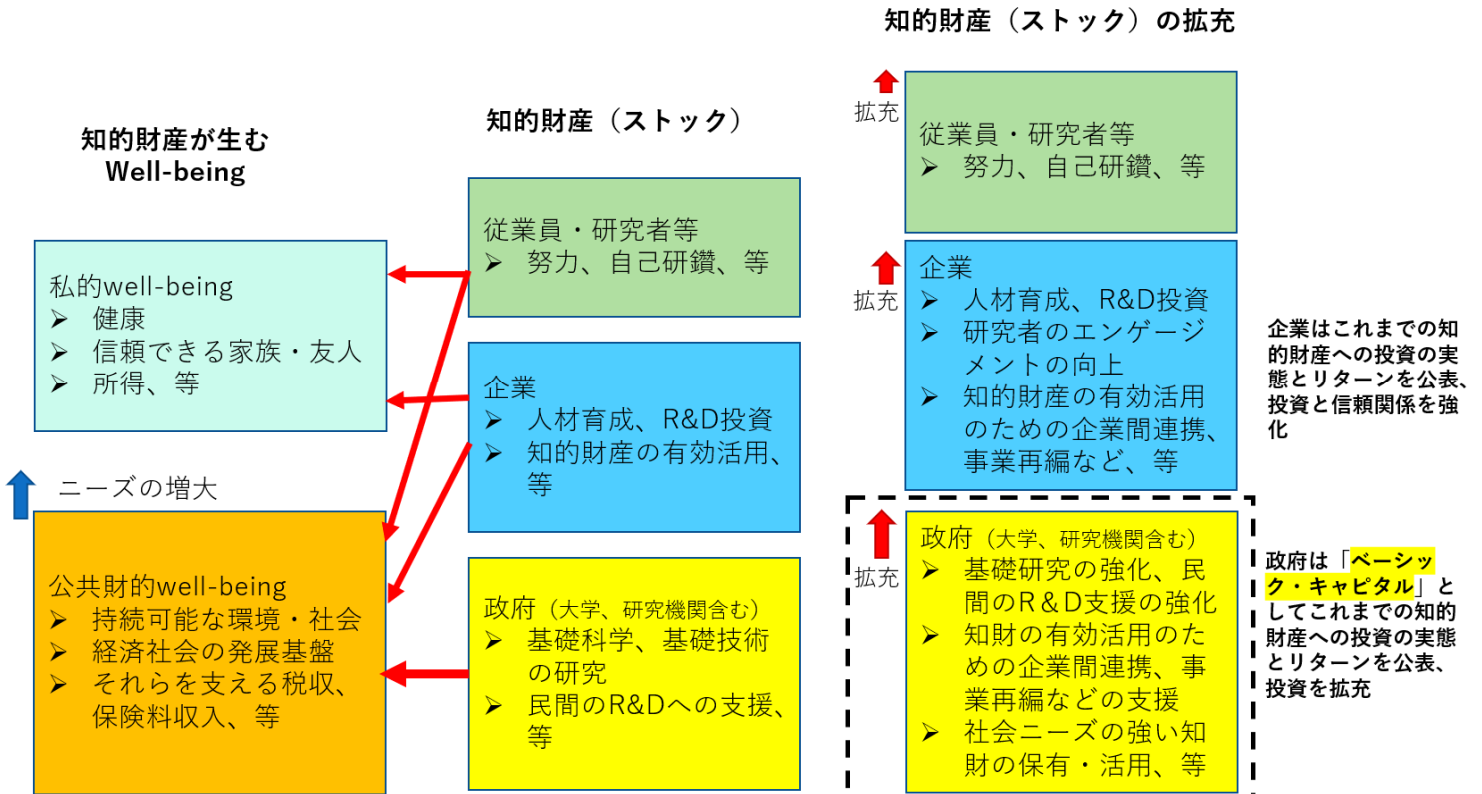 知的財産が生む
Well-being
私的well-being
➢ 健康
➢ 信頼できる家族・友人
➢ 所得、等
ニーズの増大
公共財的well-being
➢ 持続可能な環境・社会
➢ 経済社会の発展基盤
➢ それらを支える税収、
保険料収入、等
知的財産（ストック）
従業員・研究者等
➢ 努力、自己研鑽、等
企業
➢ 人材育成、R&D投資
➢ 知的財産の有効活用、
等
政府（大学、研究機関含む）
➢ 基礎科学、基礎技術
の研究
➢ 民間のR&Dへの支援、
等
知的財産（ストック）の拡充
拡充
従業員・研究者等
➢ 努力、自己研鑽、等
拡充
企業
➢ 人材育成、R&D投資
➢ 研究者のエンゲージ
メントの向上
➢ 知的財産の有効活用
のための企業間連携、
事業再編など、等
拡充
政府（大学、研究機関含む）
➢ 基礎研究の強化、民
間のR＆D支援の強化
➢ 知財の有効活用のた
めの企業間連携、事
業再編などの支援
➢ 社会ニーズの強い知
財の保有・活用、等
企業はこれまでの知
的財産への投資の実
態とリターンを公表、
投資と信頼関係を強
化
政府は「ベーシッ
ク・キャピタル」と
してこれまでの知的
財産への投資の実態
とリターンを公表、
投資を拡充